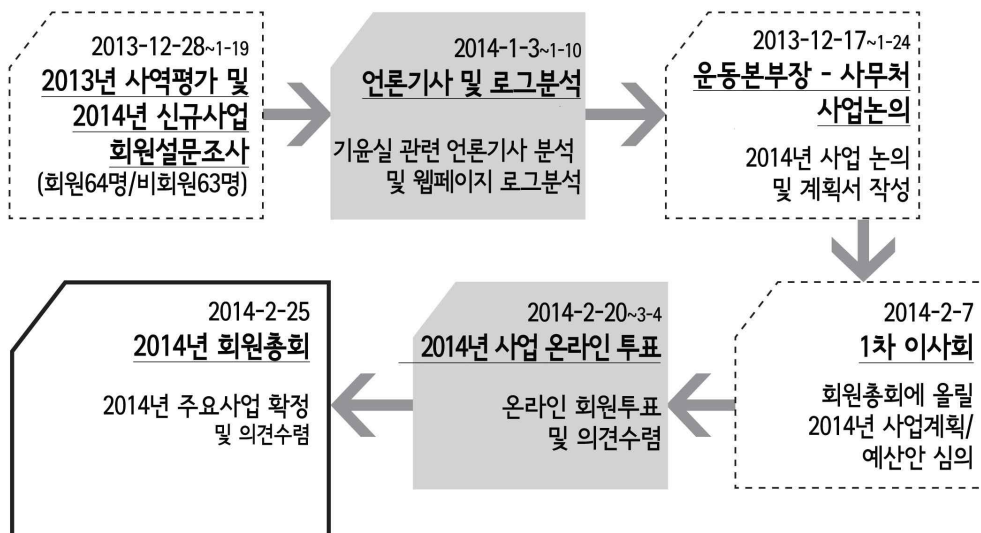 2013-12-28~1-19
2013년 사역평가 및
2014년 신규사업
회원설문조사
(회원64명/비회원63명)
2014-1-3~1-10
언론기사 및 로그분석
기윤실 관련 언론기사 분석
및 웹페이지 로그분석
2013-12-17~1-24
운동본부장 - 사무처
사업논의
2014년 사업 논의
및 계획서 작성
2014-2-7
1차 이사회
회원총회에 올릴
2014년 사업계획/
예산안 심의
2014-2-20~3-4
2014년 사업 온라인 투표
온라인 회원투표
및 의견수렴
2014-2-25
2014년 회원총회
2014년 주요사업 확정
및 의견수렴